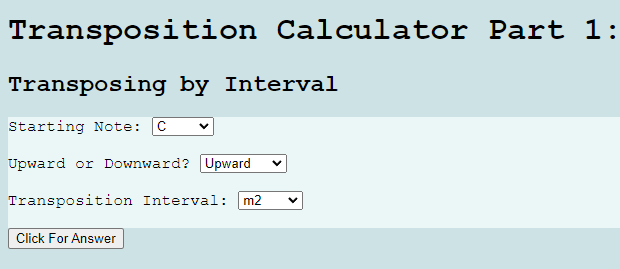 Transposition Calculator Part 1:
Transposing by Interval
Starting Note: C
Upward or Downward? Upward
Transposition Interval: m2
Click For Answer